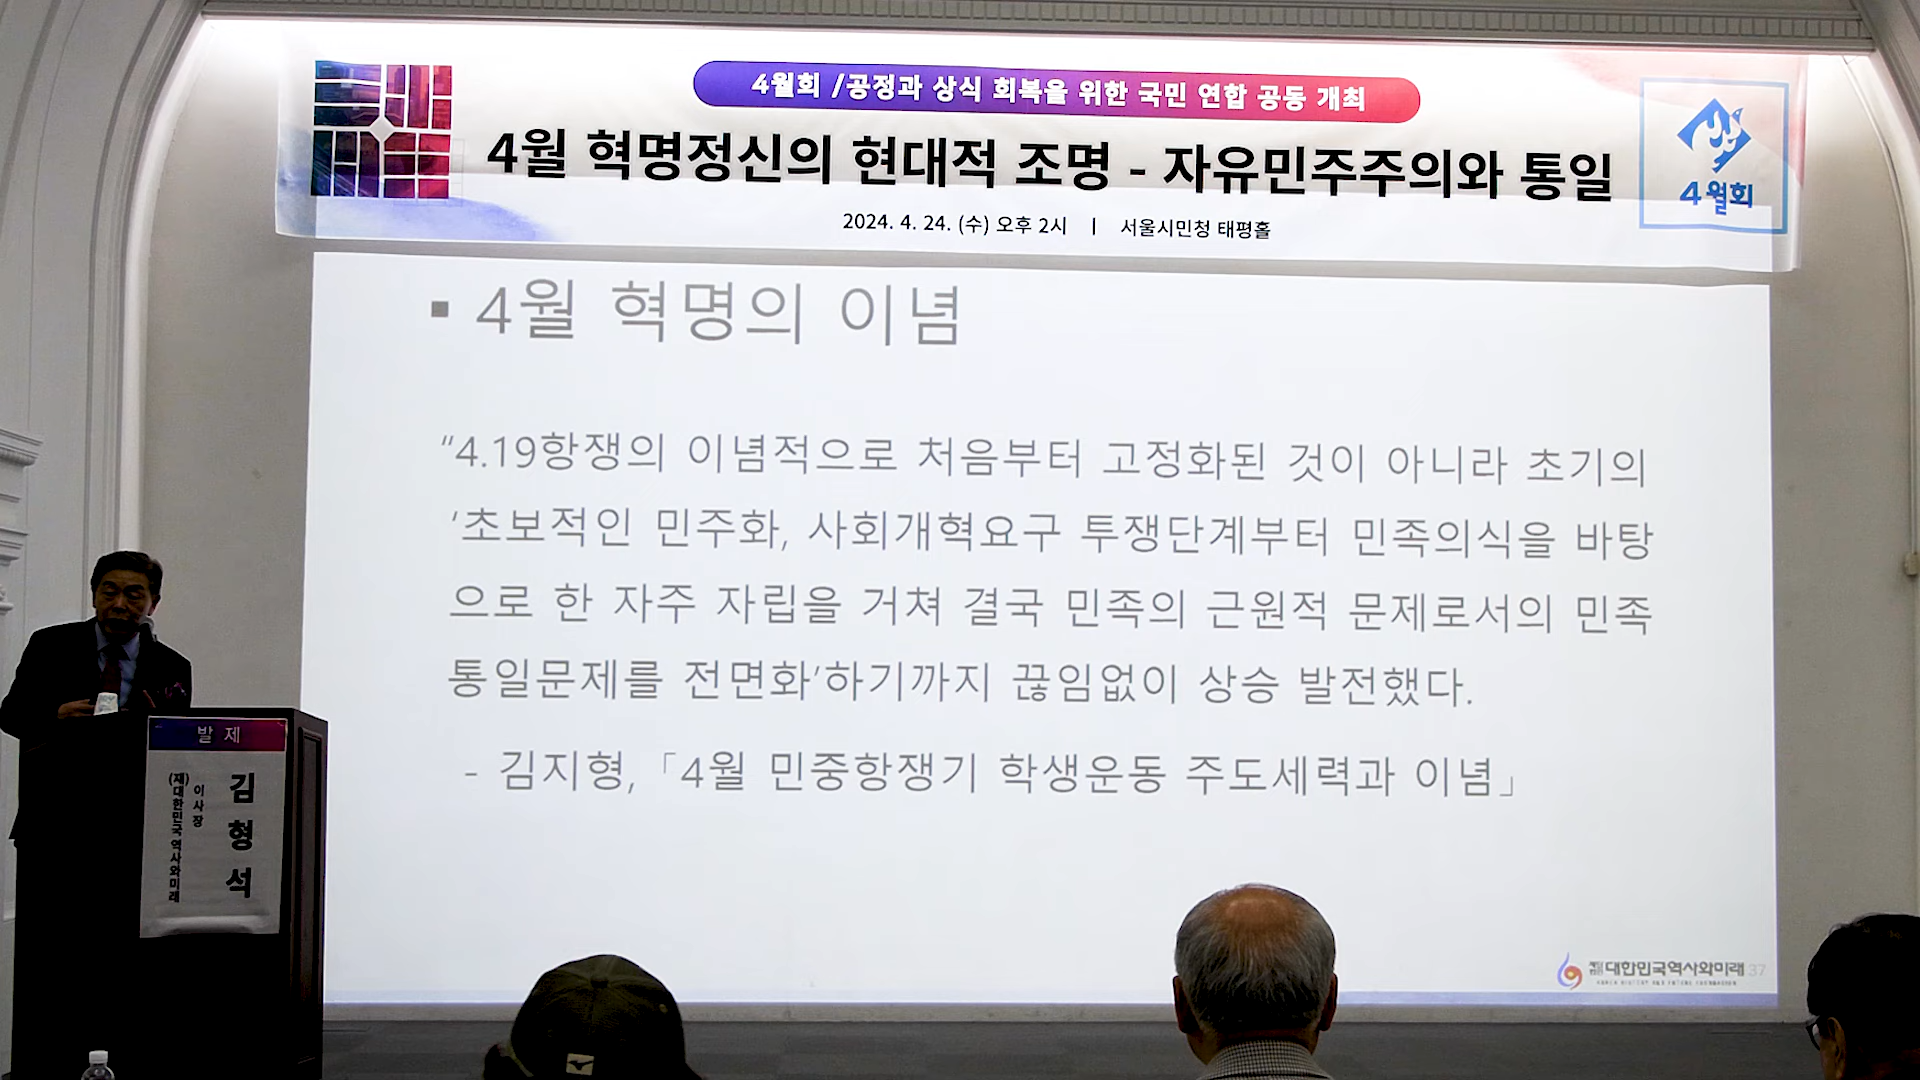 4월회 /공정과 상식 회복을 위한 국민 연합 공동 개최
4월 혁명정신의 현대적 조명 - 자유민주주의와 통일
4월회
2024. 4. 24. (수) 오후 2시 | 서울시민청 태평홀
▪ 4월 혁명의 이념
“4.19항쟁의 이념적으로 처음부터 고정화된 것이 아니라 초기의
‘초보적인 민주화, 사회개혁요구 투쟁단계부터 민족의식을 바탕
으로 한 자주 자립을 거쳐 결국 민족의 근원적 문제로서의 민족
통일문제를 전면화’하기까지 끊임없이 상승 발전했다.
- 김지형, 「4월 민중항쟁기 학생운동 주도세력과 이념」
발 제
(재)대한민국 역사와미래
이사장
김형석
대한민국역사와미래 37